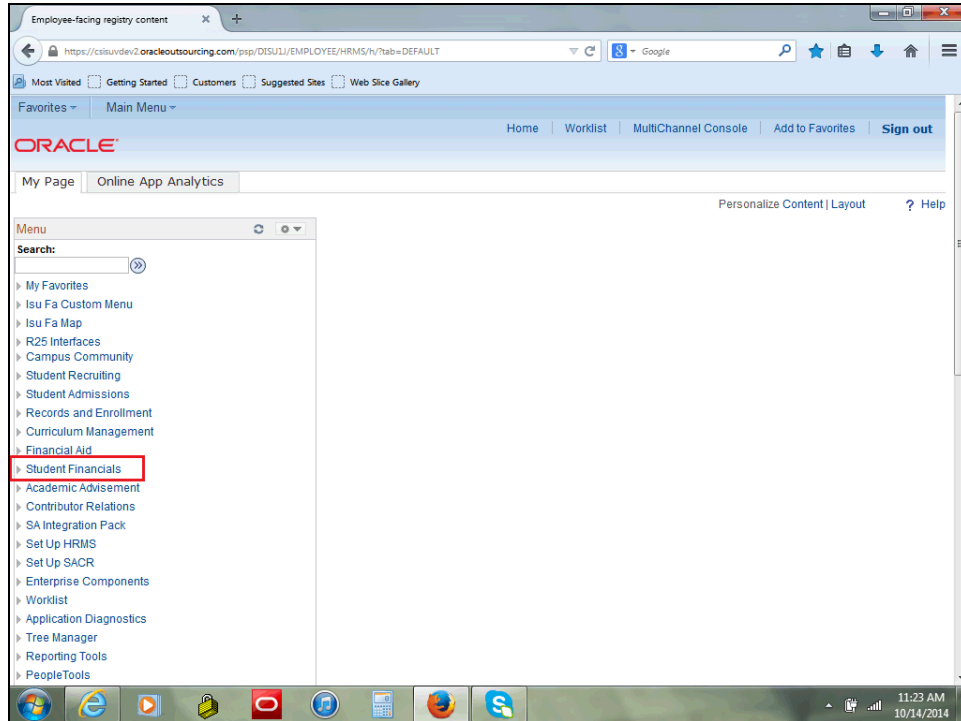 Employee-facing registry content
https://csisuvdev2.oracleoutsourcing.com/psp/DISU1J/EMPLOYEE/HRMS/h/?tab=DEFAULT
8 Google
Most Visited Getting Started Customers Suggested Sites Web Slice Gallery
Favorites Main Menu
Home Worklist MultiChannel Console Add to Favorites Sign out
ORACLE
My Page Online App Analytics
Personalize Content | Layout ? Help
Menu
Search:
My Favorites
Isu Fa Custom Menu
Isu Fa Map
R25 Interfaces
Campus Community
Student Recruiting
Student Admissions
Records and Enrollment
Curriculum Management
Financial Aid
Student Financials
Academic Advisement
Contributor Relations
SA Integration Pack
Set Up HRMS
Set Up SACR
Enterprise Components
Worklist
Application Diagnostics
Tree Manager
Reporting Tools
PeopleTools
11:23 AM
10/14/2014